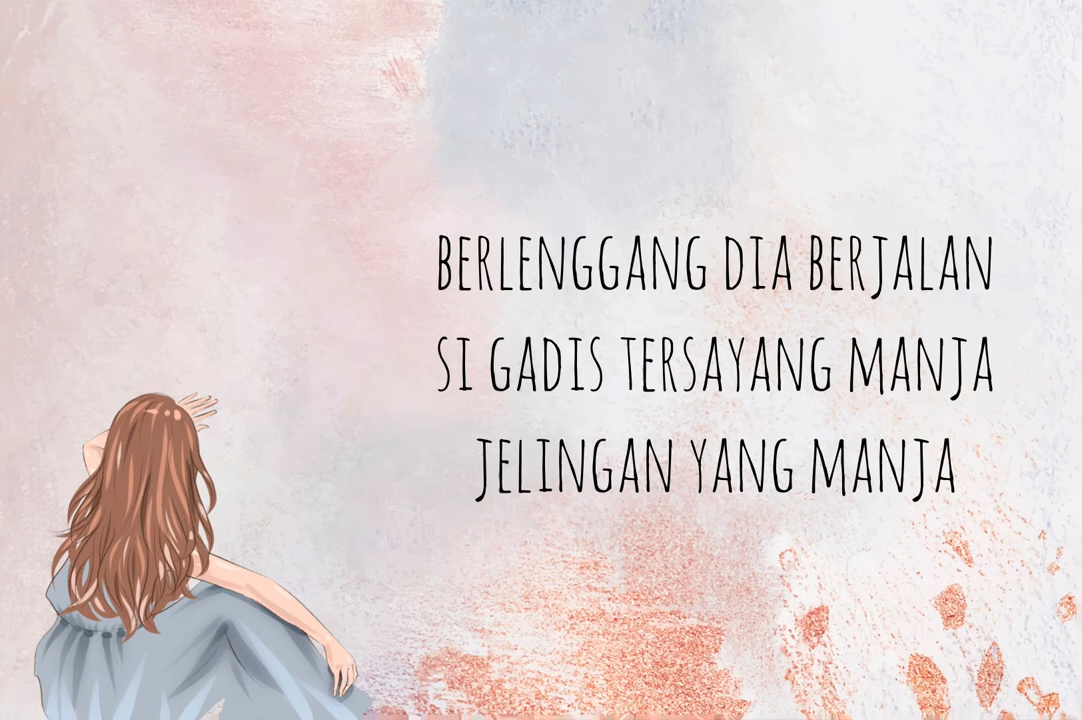 BERLENGGANG DIA BERJALAN
SI GADIS TERSAYANG MANJA
JELINGAN YANG MANJA